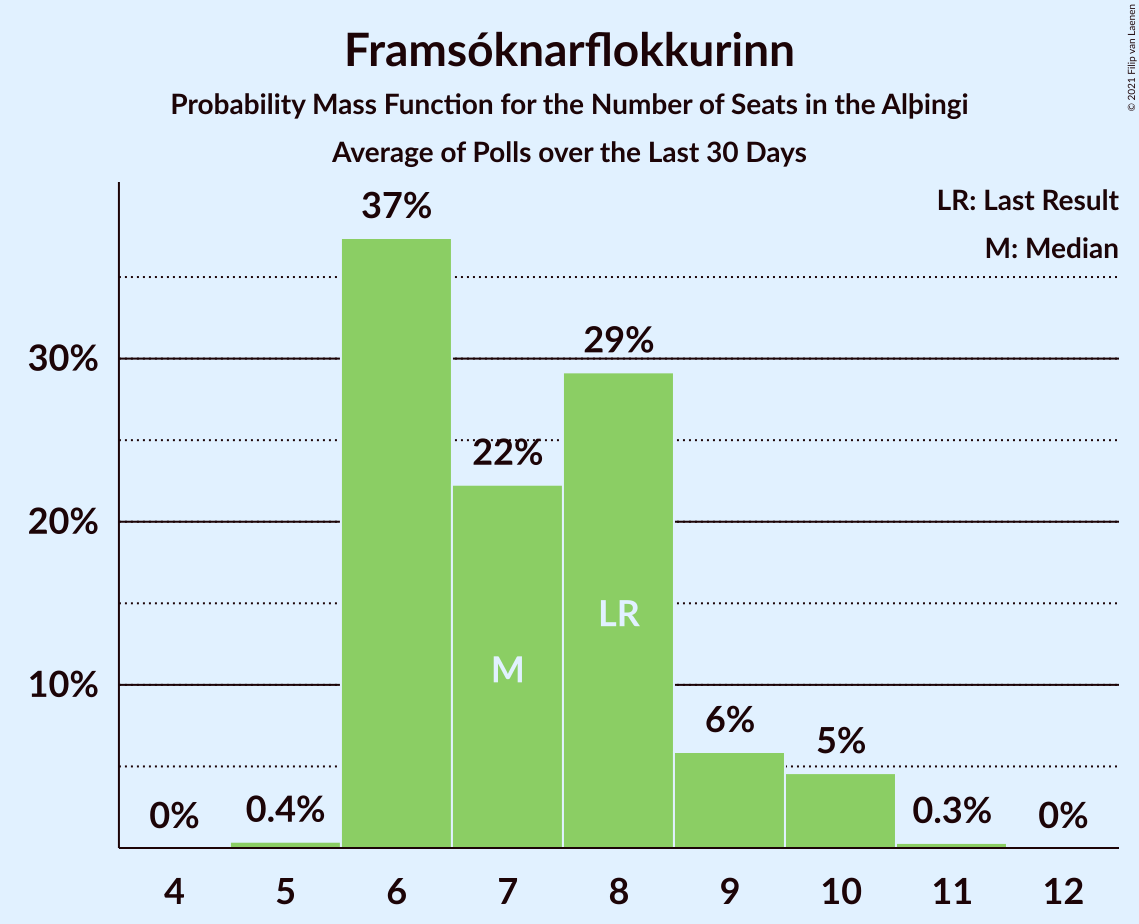 Framsóknarflokkurinn
Probability Mass Function for the Number of Seats in the Alþingi
Average of Polls over the Last 30 Days
© 2021 Filip van Laenen
LR: Last Result
M: Median
37%
29%
22%
6%
5%
0%
0.4%
0.3%
0%
LR
M
30%
20%
10%
4 5 6 7 8 9 10 11 12